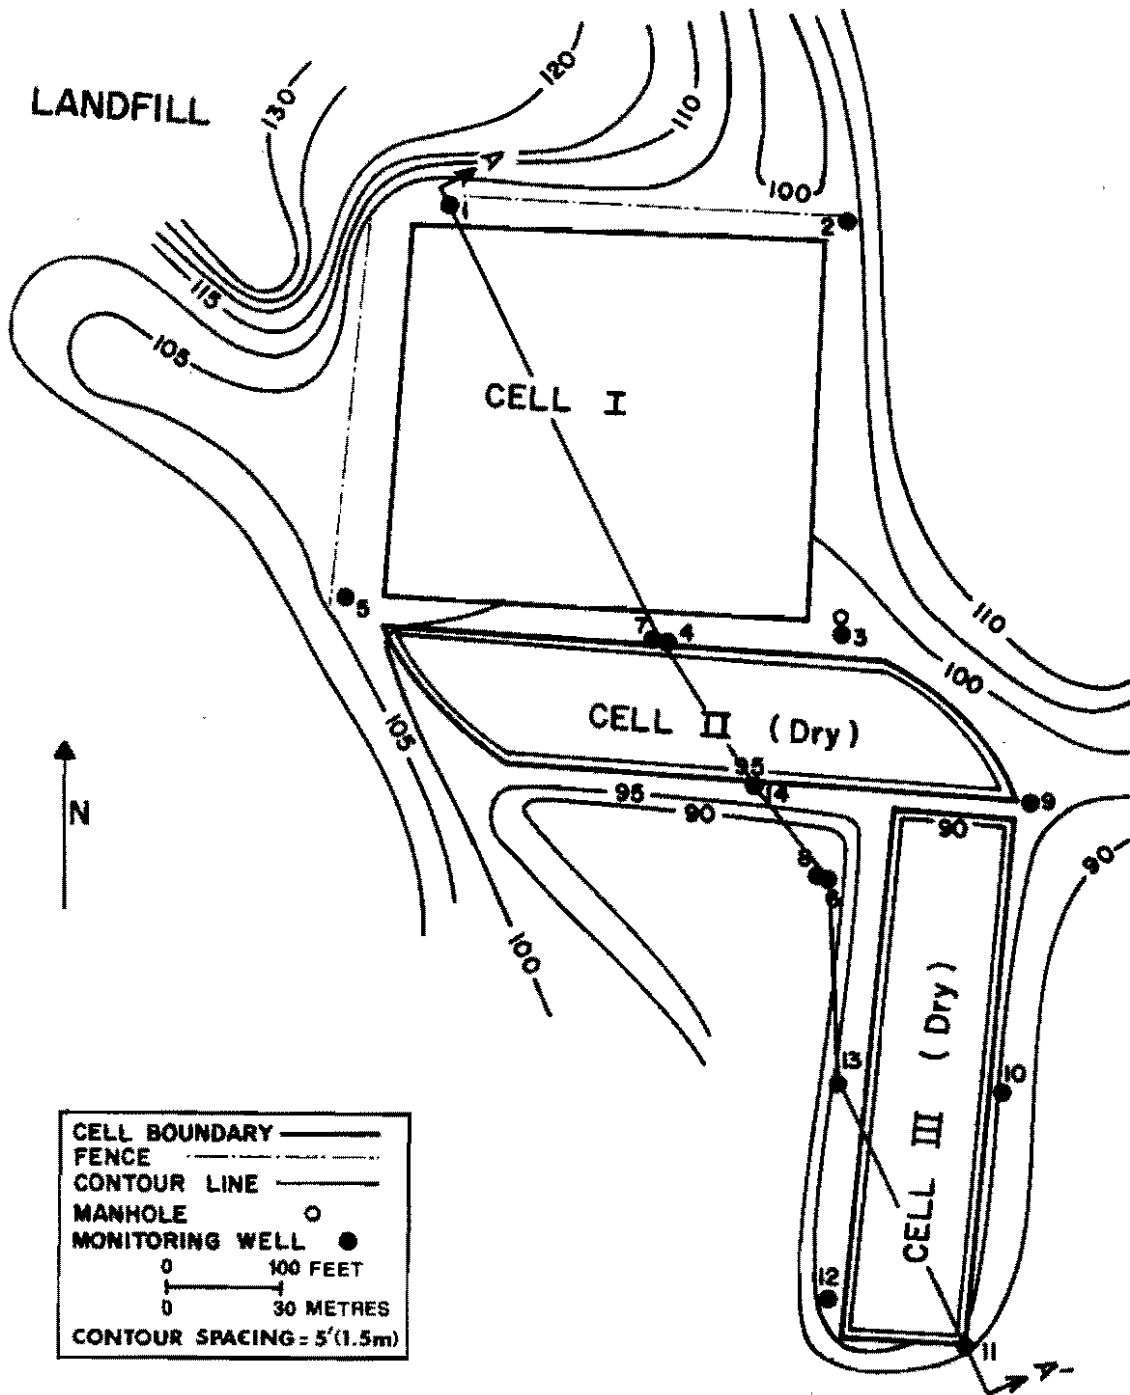 120
130
LANDFILL
110
A
100
1
2
115
105
CELL I
110
5
7
4
3
100
CELL II (Dry)
105
95
14
95
90
9
N
90
90
8
6
100
CELL III (Dry)
13
10
CELL BOUNDARY
FENCE
CONTOUR LINE
MANHOLE
MONITORING WELL
0 100 FEET
0 30 METRES
CONTOUR SPACING = 5'(1.5m)
12
11
A'